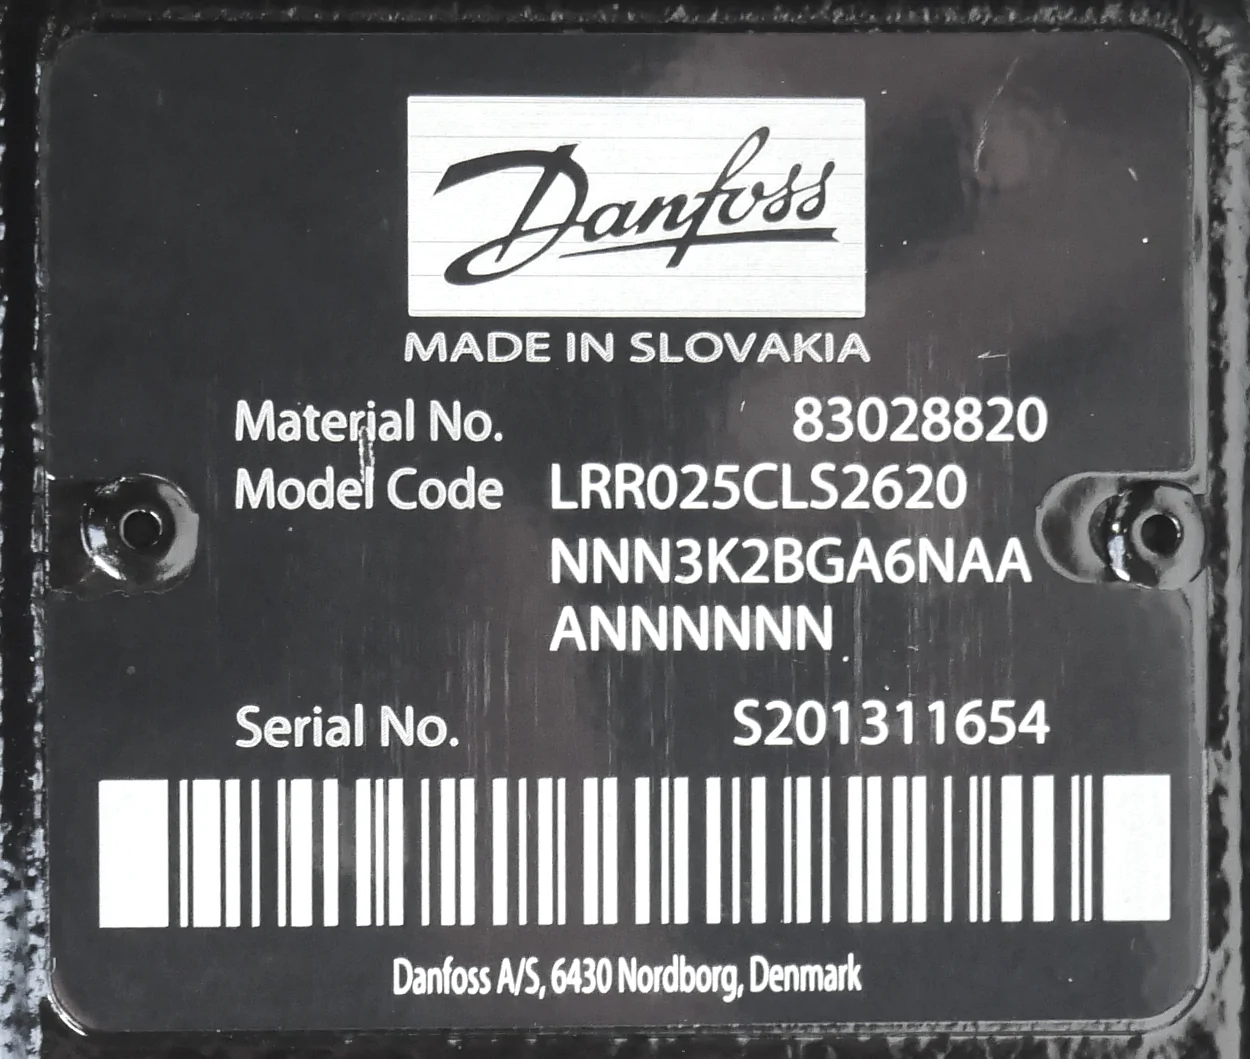 Danfoss
MADE IN SLOVAKIA
Material No. 83028820
Model Code LRR025CLS2620
NNN3K2BGA6NAA
ANNNNNN
Serial No. S201311654
Danfoss A/S, 6430 Nordborg, Denmark